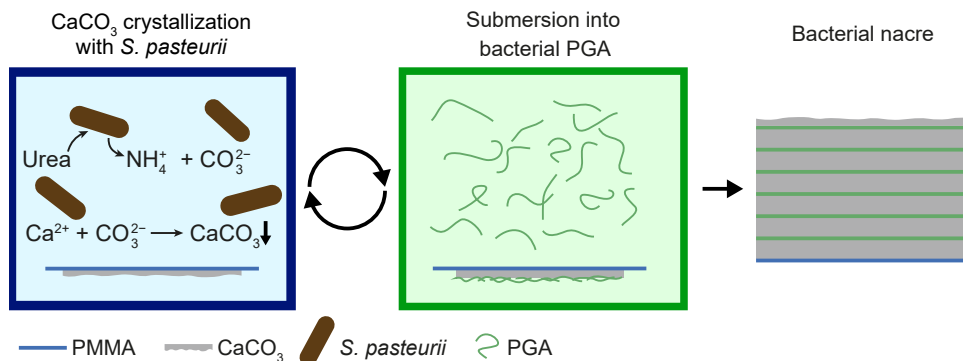 CaCO₃ crystallization
with S. pasteurii
Submersion into
bacterial PGA
Bacterial nacre
Urea
NH₄⁺ + CO₃²⁻
Ca²⁺ + CO₃²⁻ → CaCO₃↓
PMMA
CaCO₃
S. pasteurii
PGA